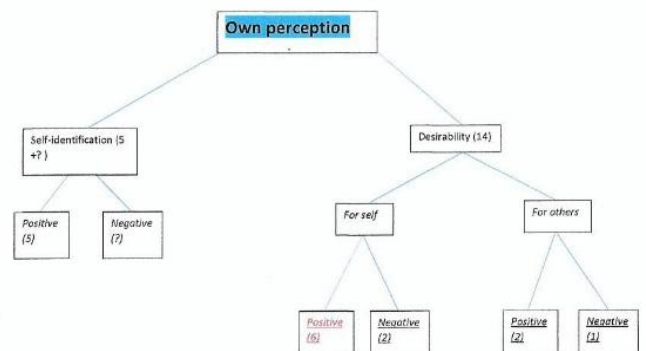 Own perception
Self-identification (5
+? )
Desirability (14)
Positive
(5)
Negative
(?)
For self
For others
Positive
(6)
Negative
(2)
Positive
(2)
Negative
(1)